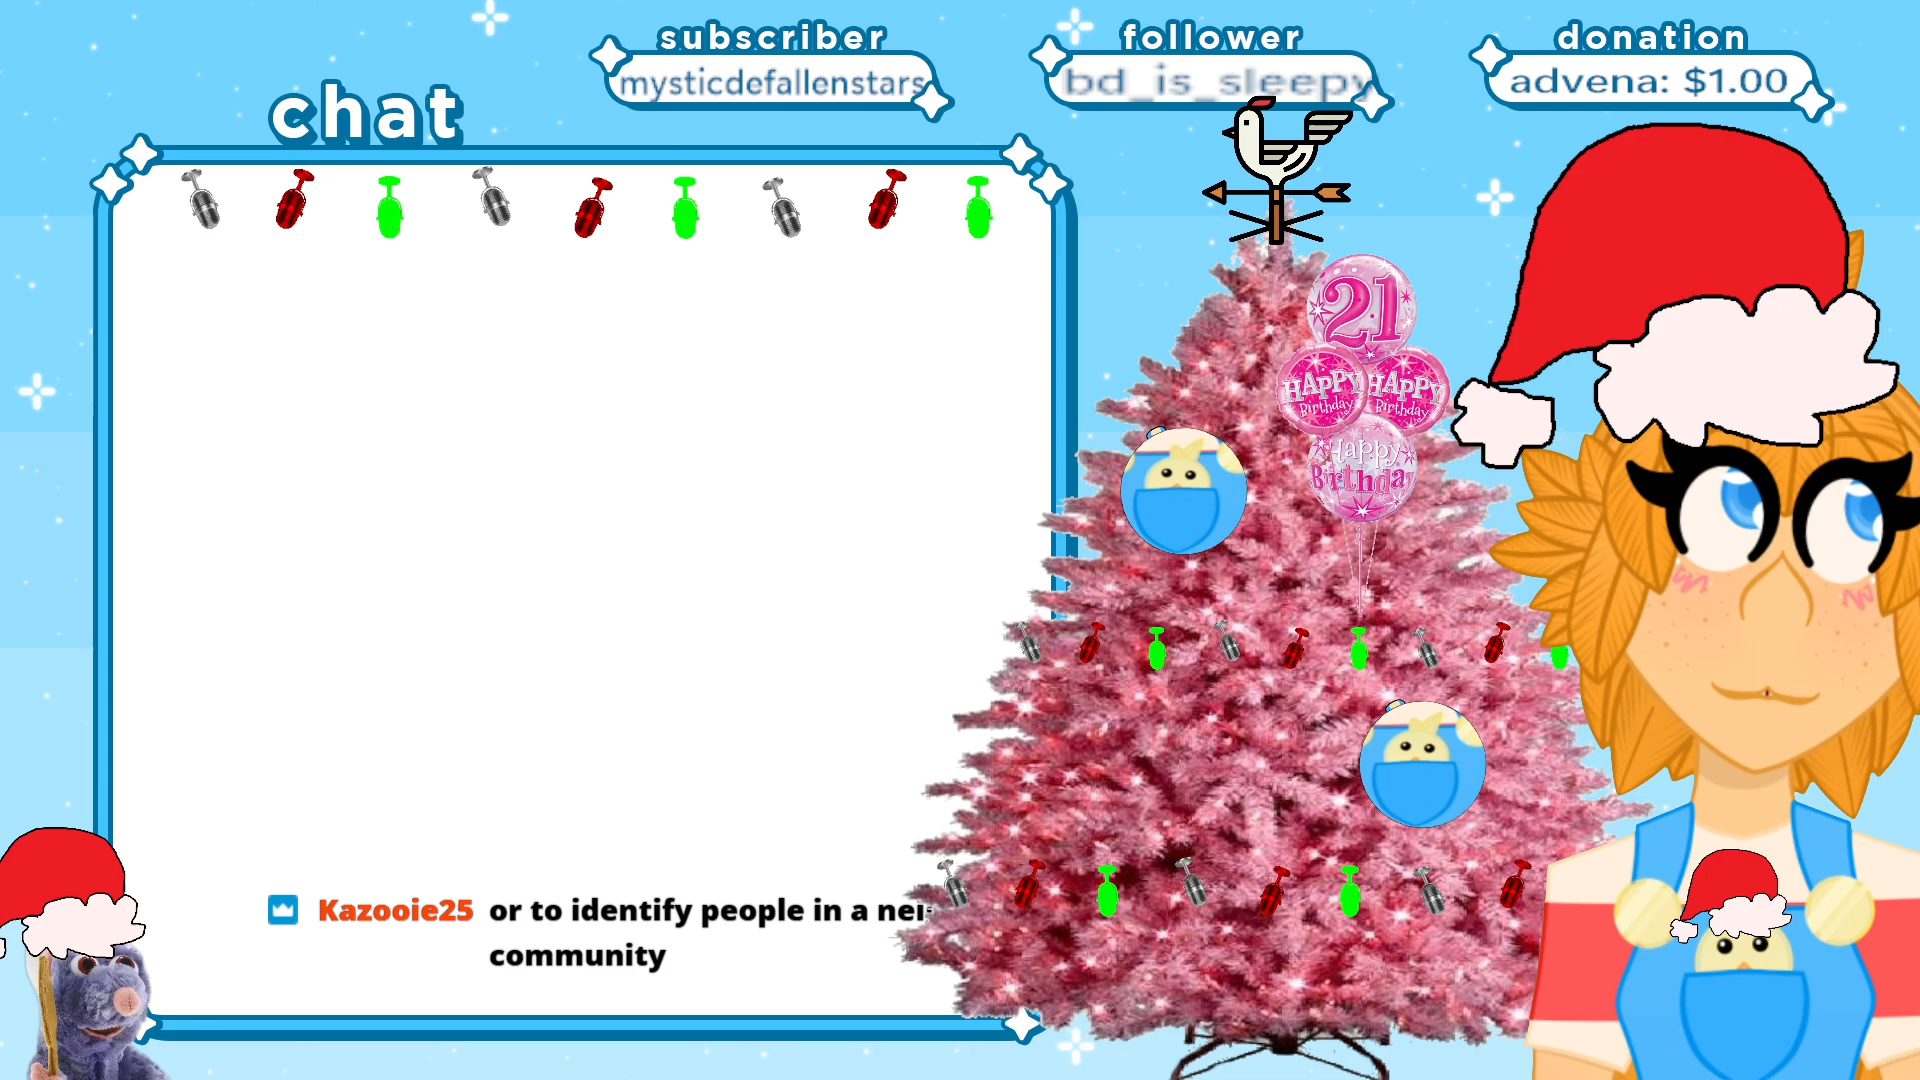 subscriber
follower
donation
mysticdefallenstars
bd_is_sleepy
advena: $1.00
chat
21
HAPPY Birthday
HAPPY Birthday
Happy Birthday
Kazooie25 or to identify people in a
community